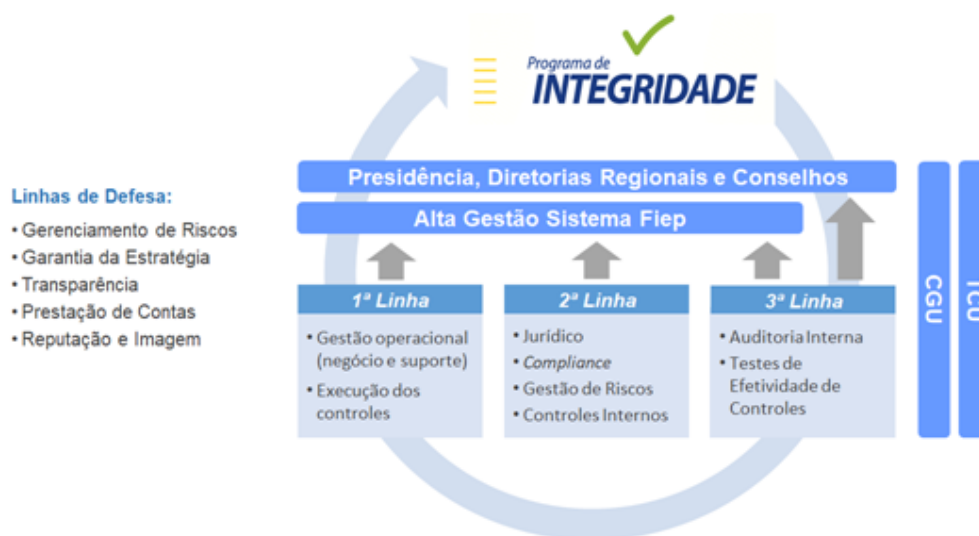 Programa de
INTEGRIDADE
Presidência, Diretorias Regionais e Conselhos
Alta Gestão Sistema Fiep
Linhas de Defesa:
• Gerenciamento de Riscos
• Garantia da Estratégia
• Transparência
• Prestação de Contas
• Reputação e Imagem
1ª Linha
• Gestão operacional
(negócio e suporte)
• Execução dos
controles
2ª Linha
• Jurídico
• Compliance
• Gestão de Riscos
• Controles Internos
3ª Linha
• Auditoria Interna
• Testes de
Efetividade de
Controles
CGU
TCU